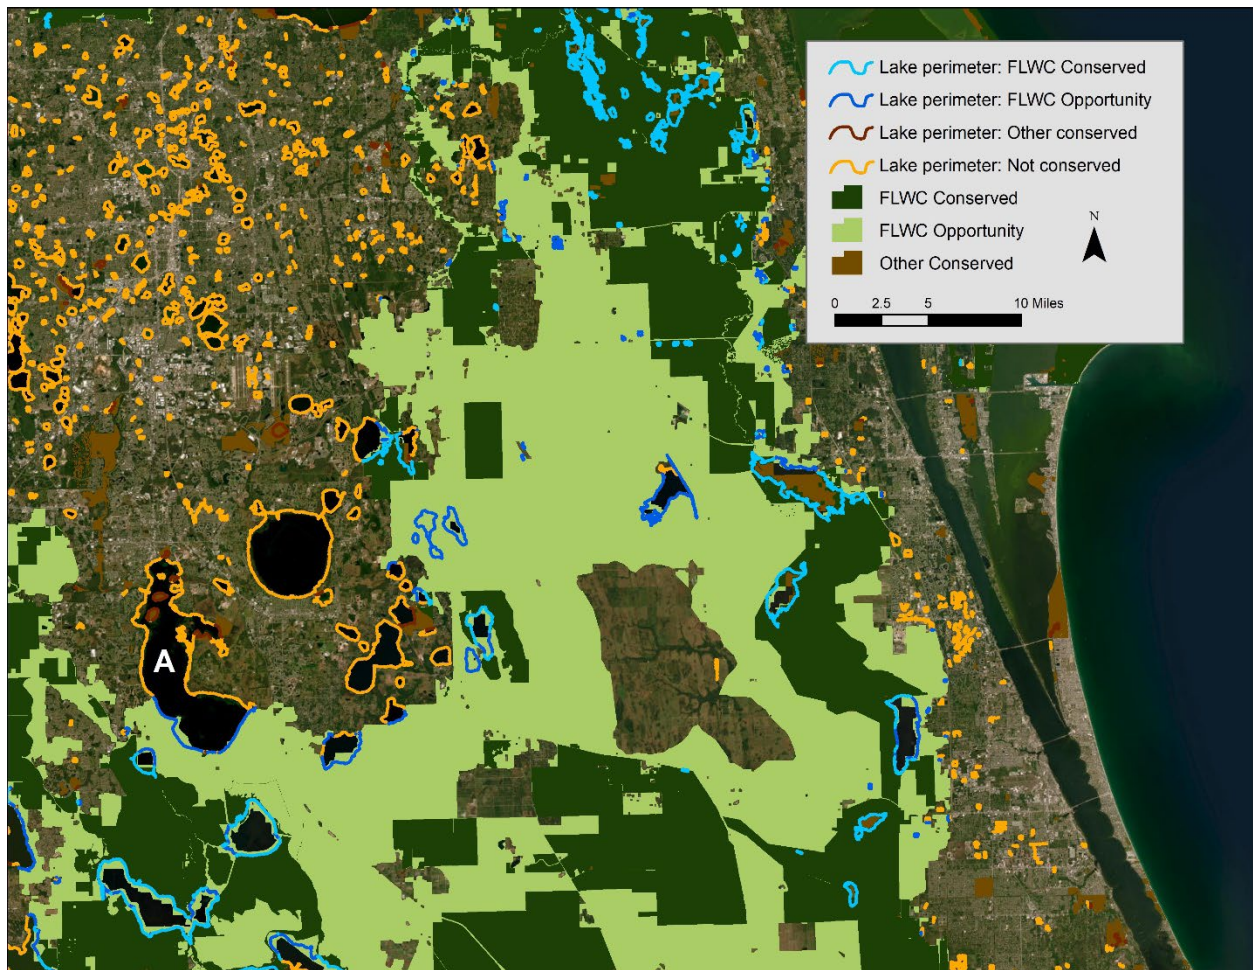 Lake perimeter: FLWC Conserved
Lake perimeter: FLWC Opportunity
Lake perimeter: Other conserved
Lake perimeter: Not conserved
FLWC Conserved
FLWC Opportunity
Other Conserved
N
0 2.5 5 10 Miles
A